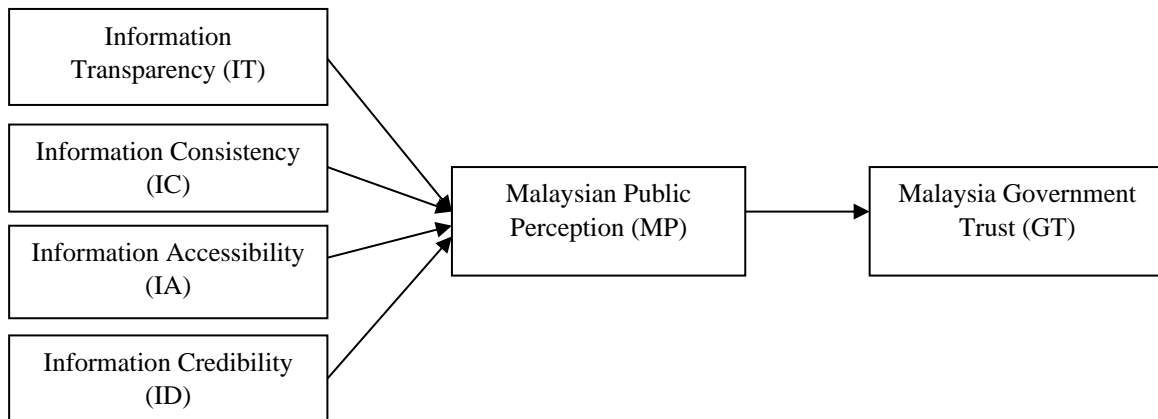 Information
Transparency (IT)
Information Consistency
(IC)
Information Accessibility
(IA)
Information Credibility
(ID)
Malaysian Public
Perception (MP)
Malaysia Government
Trust (GT)